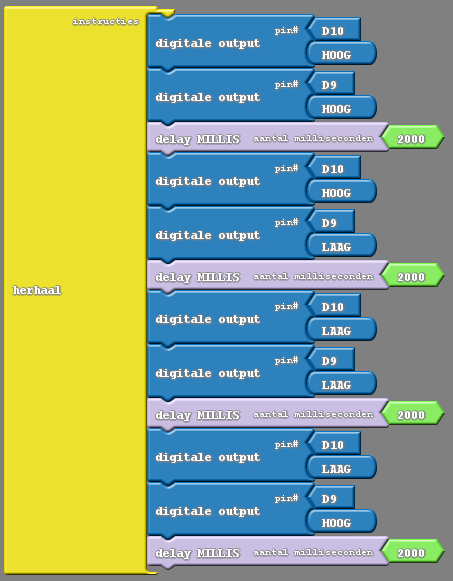 instructies
herhaal
digitale output pin# D10
HOOG
digitale output pin# D9
HOOG
delay MILLIS aantal milliseconden 2000
digitale output pin# D10
HOOG
digitale output pin# D9
LAAG
delay MILLIS aantal milliseconden 2000
digitale output pin# D10
LAAG
digitale output pin# D9
LAAG
delay MILLIS aantal milliseconden 2000
digitale output pin# D10
LAAG
digitale output pin# D9
HOOG
delay MILLIS aantal milliseconden 2000